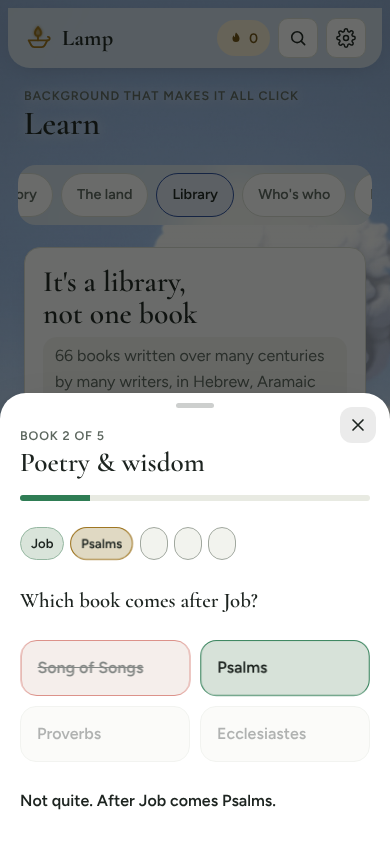 Lamp
0
BACKGROUND THAT MAKES IT ALL CLICK
Learn
ory
The land
Library
Who's who
It's a library,
not one book
66 books written over many centuries
by many writers, in Hebrew, Aramaic
BOOK 2 OF 5
Poetry & wisdom
Job
Psalms
Which book comes after Job?
Song of Songs
Psalms
Proverbs
Ecclesiastes
Not quite. After Job comes Psalms.